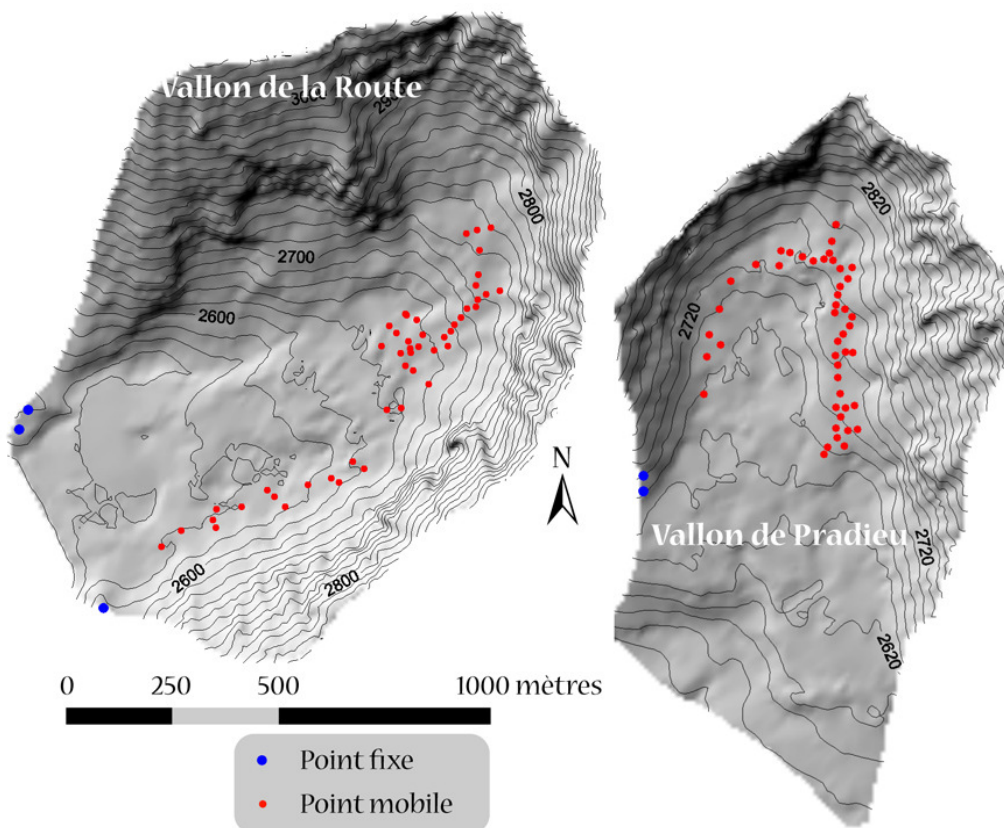 Vallon de la Route
3000
2900
2800
2820
2700
2720
2600
N
Vallon de Pradieu
2720
2600
2800
2620
0 250 500 1000 mètres
Point fixe
Point mobile